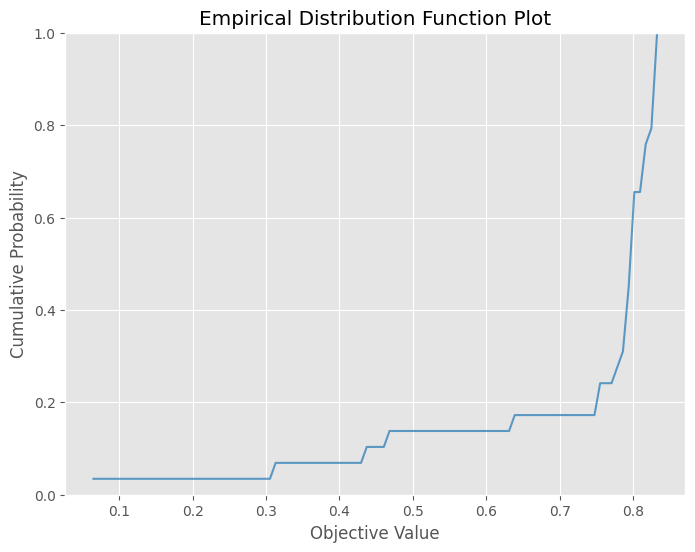 Empirical Distribution Function Plot
1.0
0.8
0.6
0.4
0.2
0.0
Cumulative Probability
0.1 0.2 0.3 0.4 0.5 0.6 0.7 0.8
Objective Value